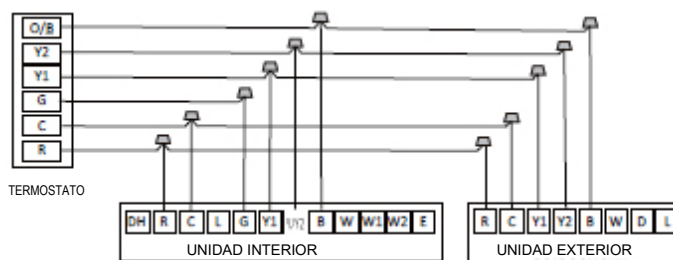 O/B
Y2
Y1
G
C
R
TERMOSTATO
DH R C L G Y1 Y/Y2 B W W1 W2 E
UNIDAD INTERIOR
R C Y1 Y2 B W D L
UNIDAD EXTERIOR